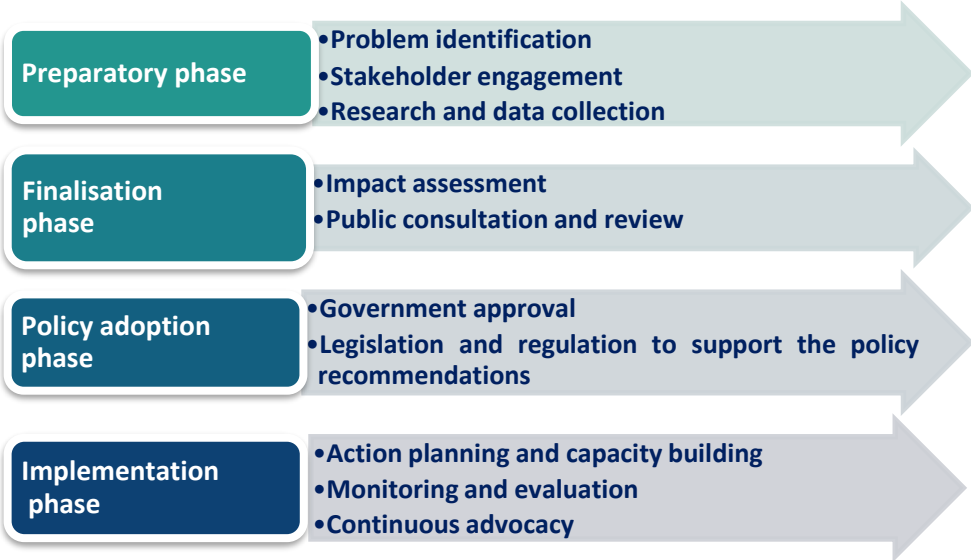 Preparatory phase
•Problem identification
•Stakeholder engagement
•Research and data collection
Finalisation
phase
•Impact assessment
•Public consultation and review
Policy adoption
phase
•Government approval
•Legislation and regulation to support the policy
recommendations
Implementation
phase
•Action planning and capacity building
•Monitoring and evaluation
•Continuous advocacy